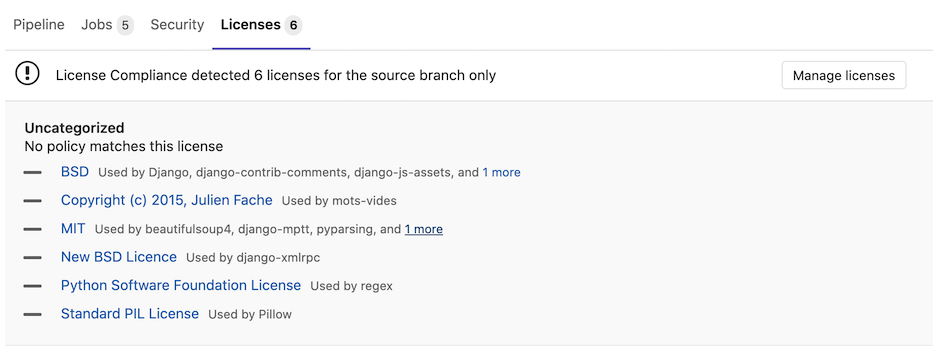 Pipeline Jobs 5 Security Licenses 6
License Compliance detected 6 licenses for the source branch only Manage licenses
Uncategorized
No policy matches this license
BSD Used by Django, django-contrib-comments, django-js-assets, and 1 more
Copyright (c) 2015, Julien Fache Used by mots-vides
MIT Used by beautifulsoup4, django-mptt, pyparsing, and 1 more
New BSD Licence Used by django-xmlrpc
Python Software Foundation License Used by regex
Standard PIL License Used by Pillow